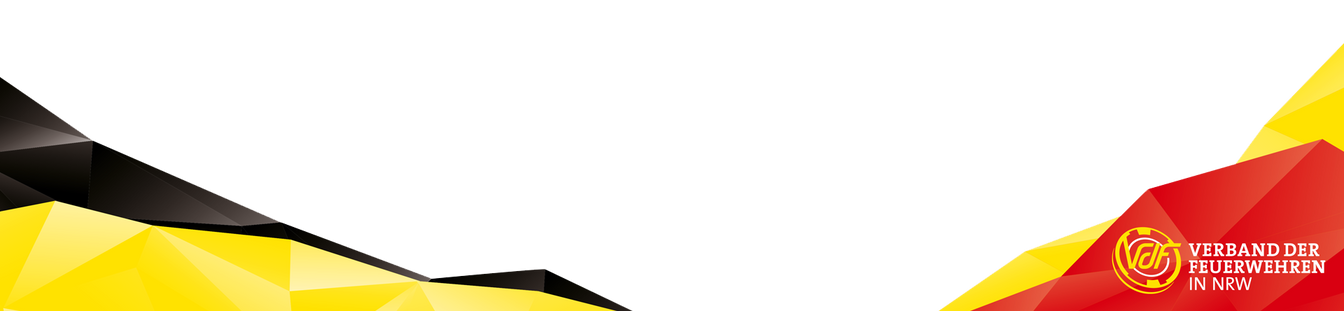 VdF
VERBAND DER
FEUERWEHREN
IN NRW